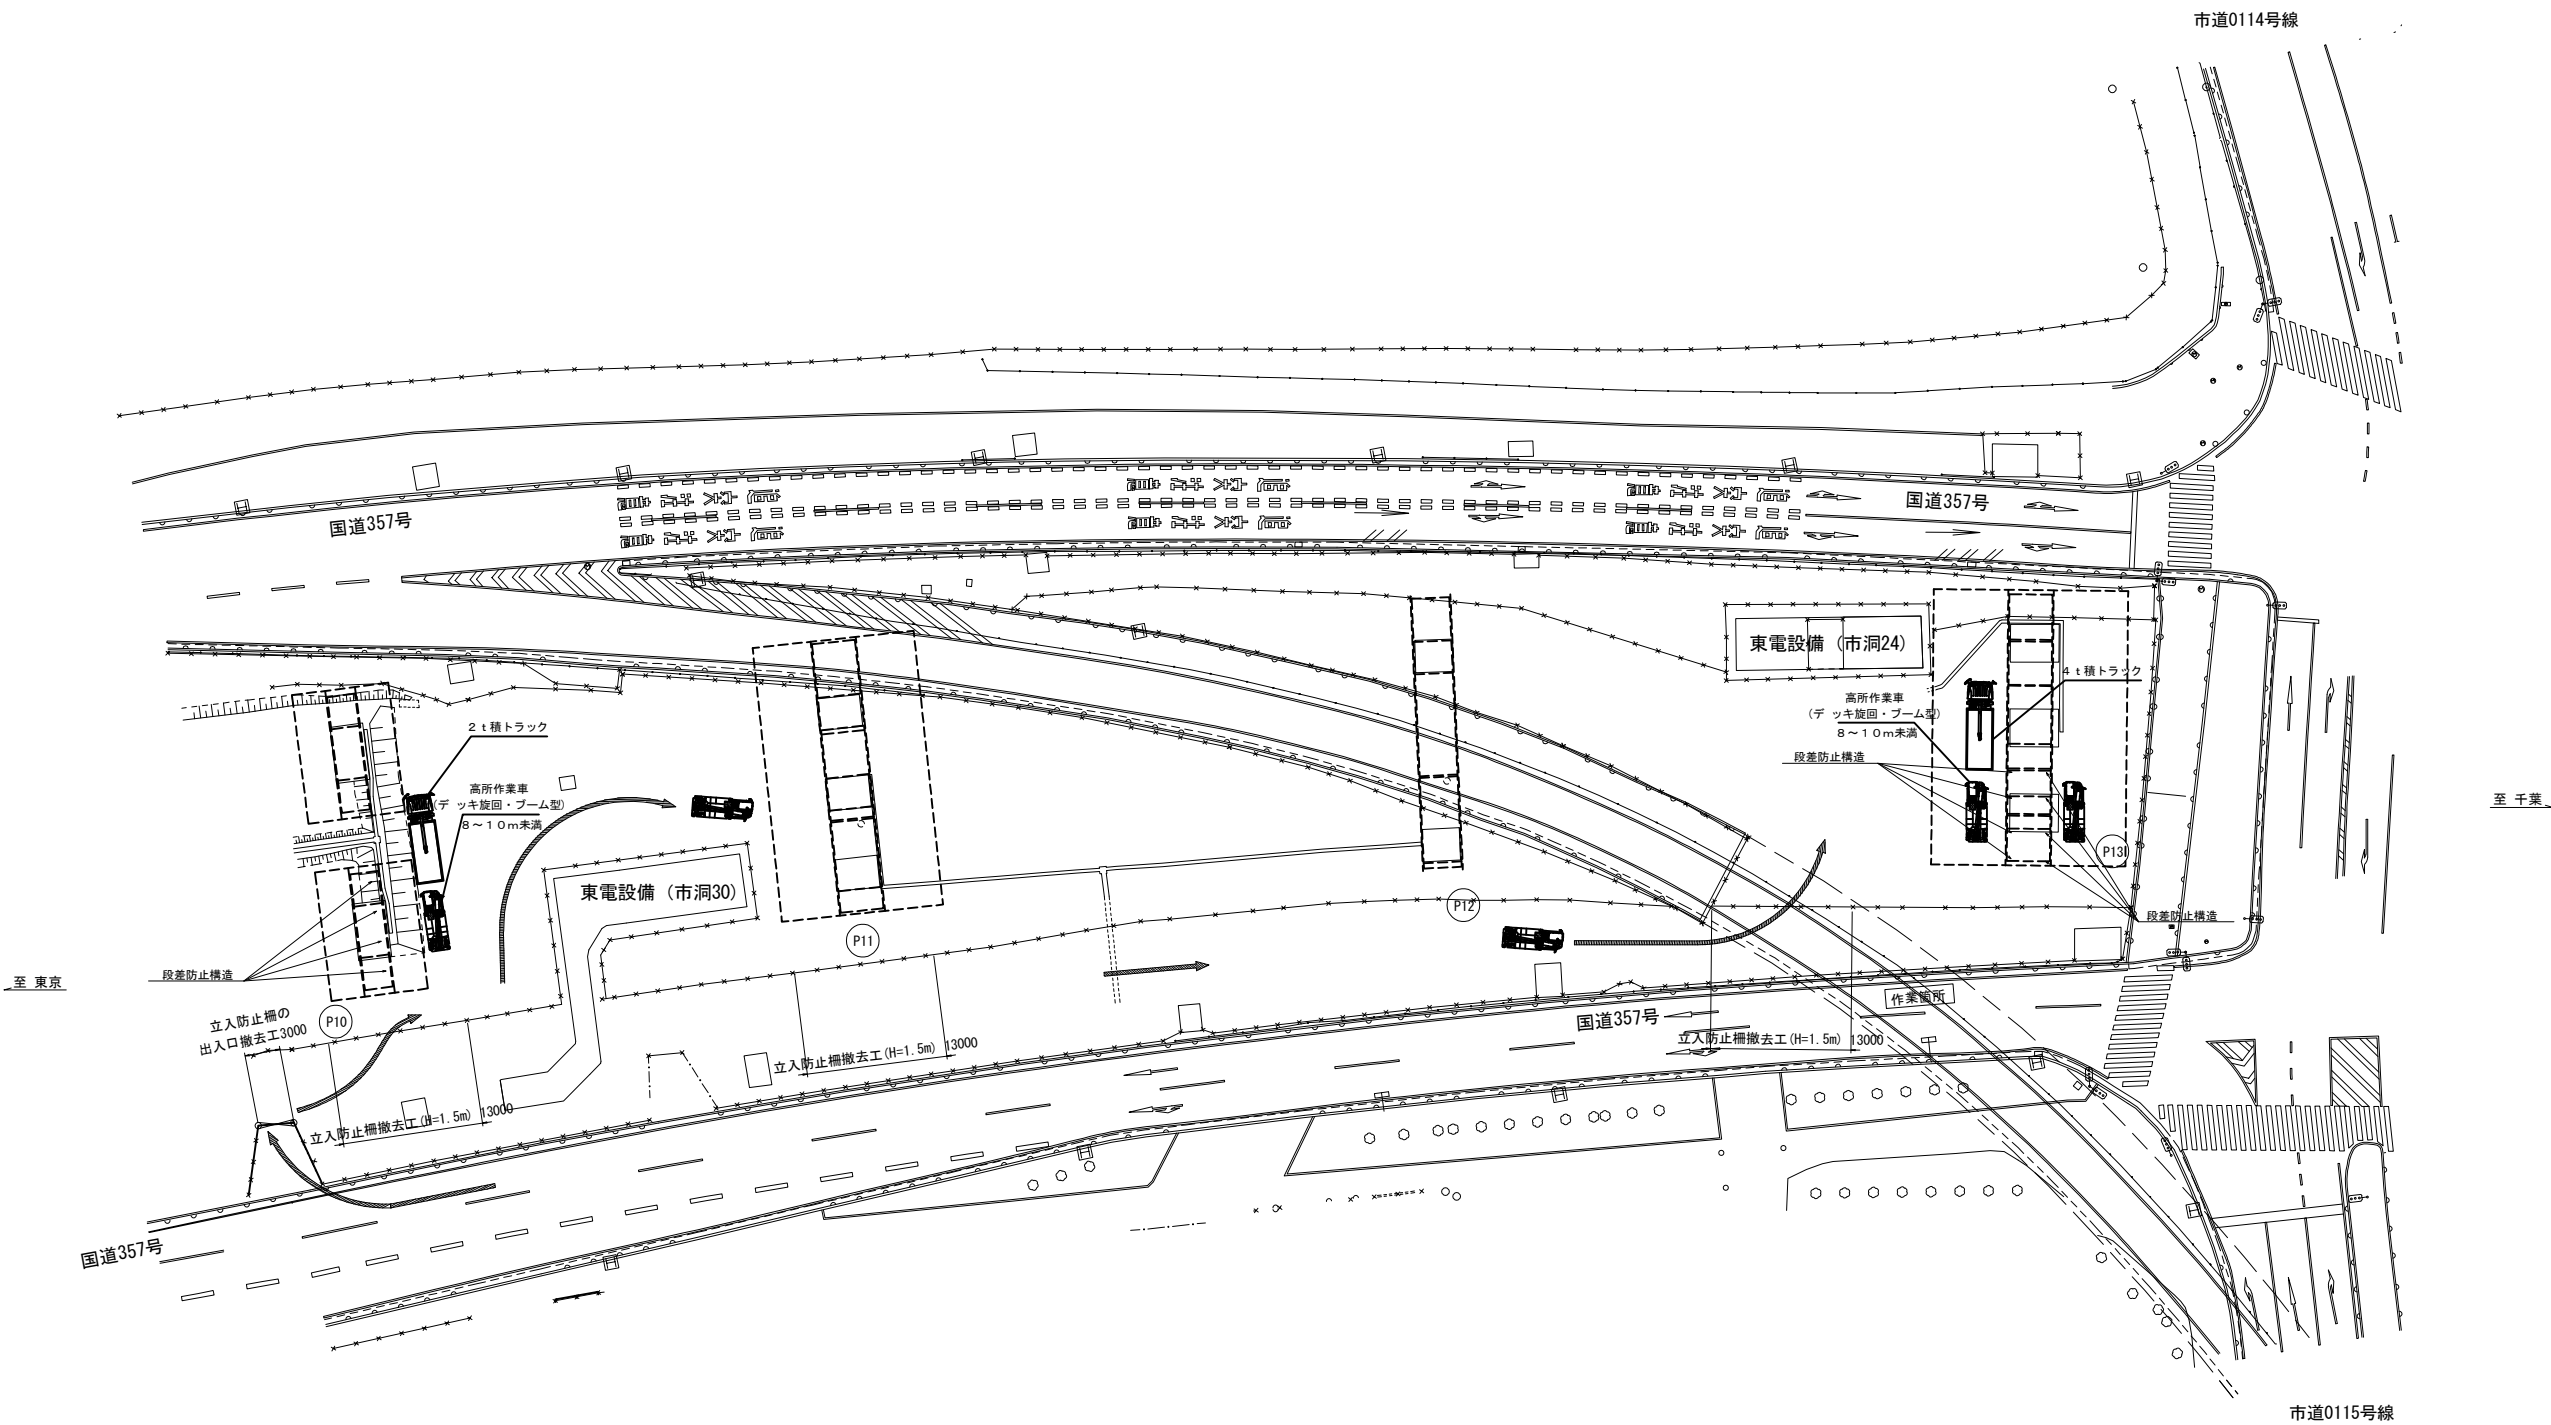 市道0114号線
国道357号
車 注 交 道
車 注 交 道
国道357号
東電設備（市洞24）
4ｔ積トラック
高所作業車
(デッキ旋回・ブーム型)
8～10ｍ未満
段差防止構造
2ｔ積トラック
高所作業車
(デッキ旋回・ブーム型)
8～10ｍ未満
至 千葉
P13
東電設備（市洞30）
P12
P11
段差防止構造
段差防止構造
至 東京
P10
立入防止柵の
出入口撤去工3000
作業箇所
国道357号
立入防止柵撤去工(H=1.5m) 13000
立入防止柵撤去工(H=1.5m) 13000
立入防止柵撤去工(H=1.5m) 13000
国道357号
市道0115号線